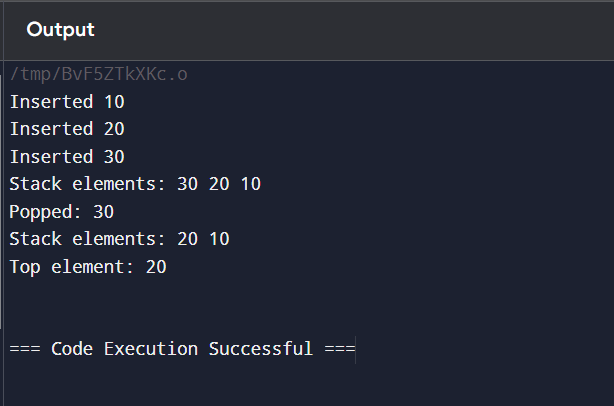 Output
/tmp/BvF5ZTkXKc.o
Inserted 10
Inserted 20
Inserted 30
Stack elements: 30 20 10
Popped: 30
Stack elements: 20 10
Top element: 20
=== Code Execution Successful ===